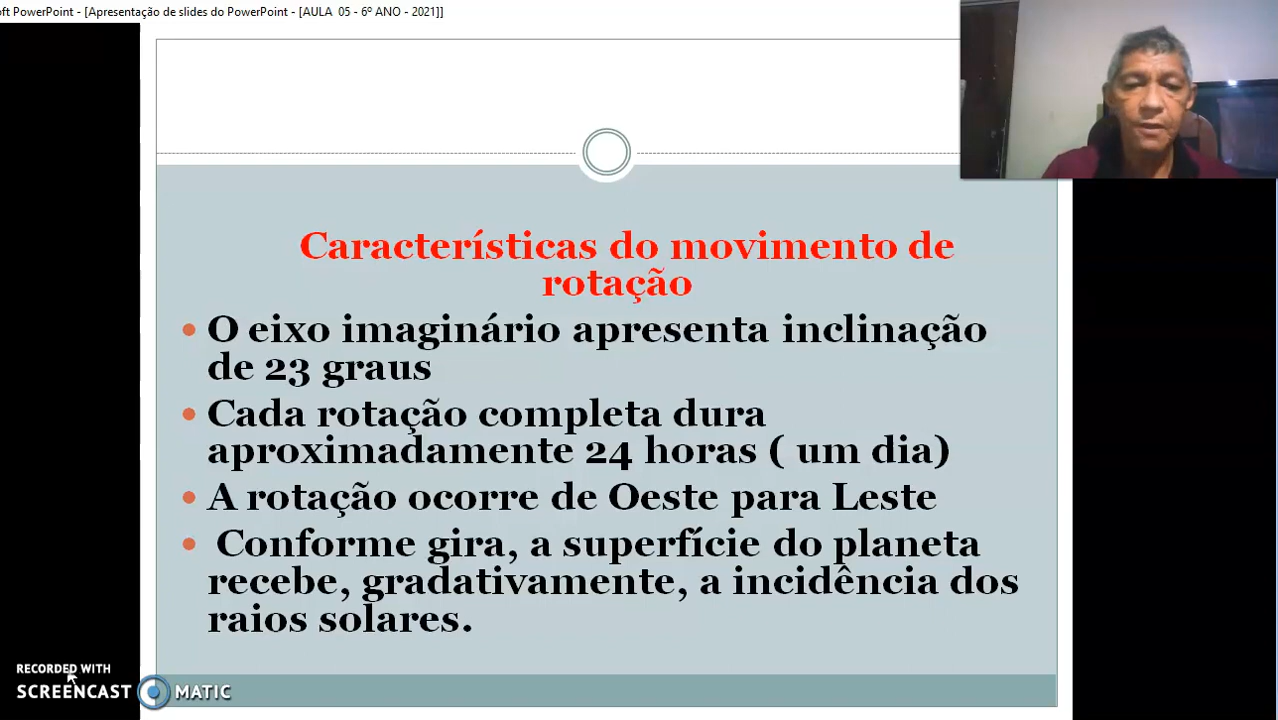 oft PowerPoint - [Apresentação de slides do PowerPoint - [AULA  05 - 6º ANO - 2021]]
Características do movimento de
rotação
• O eixo imaginário apresenta inclinação
de 23 graus
• Cada rotação completa dura
aproximadamente 24 horas ( um dia)
• A rotação ocorre de Oeste para Leste
• Conforme gira, a superfície do planeta
recebe, gradativamente, a incidência dos
raios solares.
RECORDED WITH
SCREENCAST MATIC